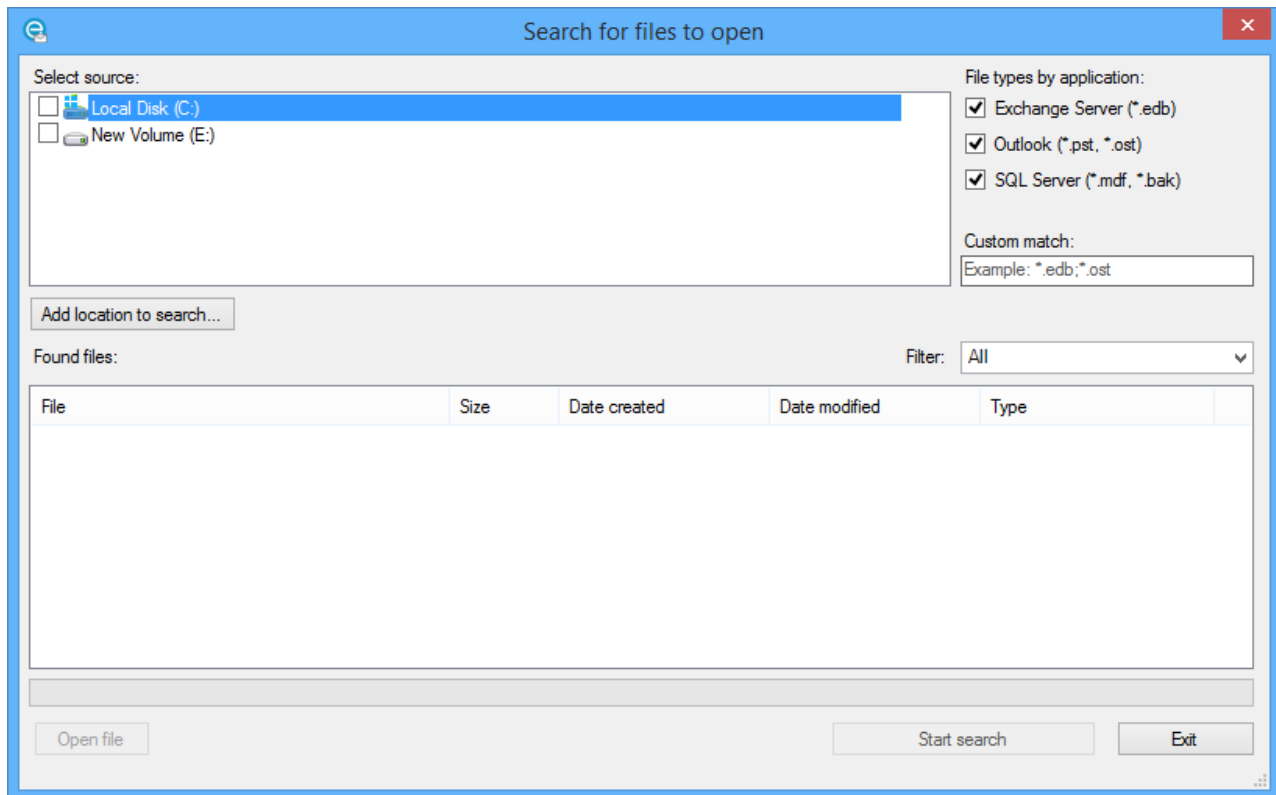 Search for files to open
Select source:
Local Disk (C:)
New Volume (E:)
File types by application:
Exchange Server (*.edb)
Outlook (*.pst, *.ost)
SQL Server (*.mdf, *.bak)
Custom match:
Example: *.edb;*.ost
Add location to search...
Found files:
Filter: All
File Size Date created Date modified Type
Open file Start search Exit